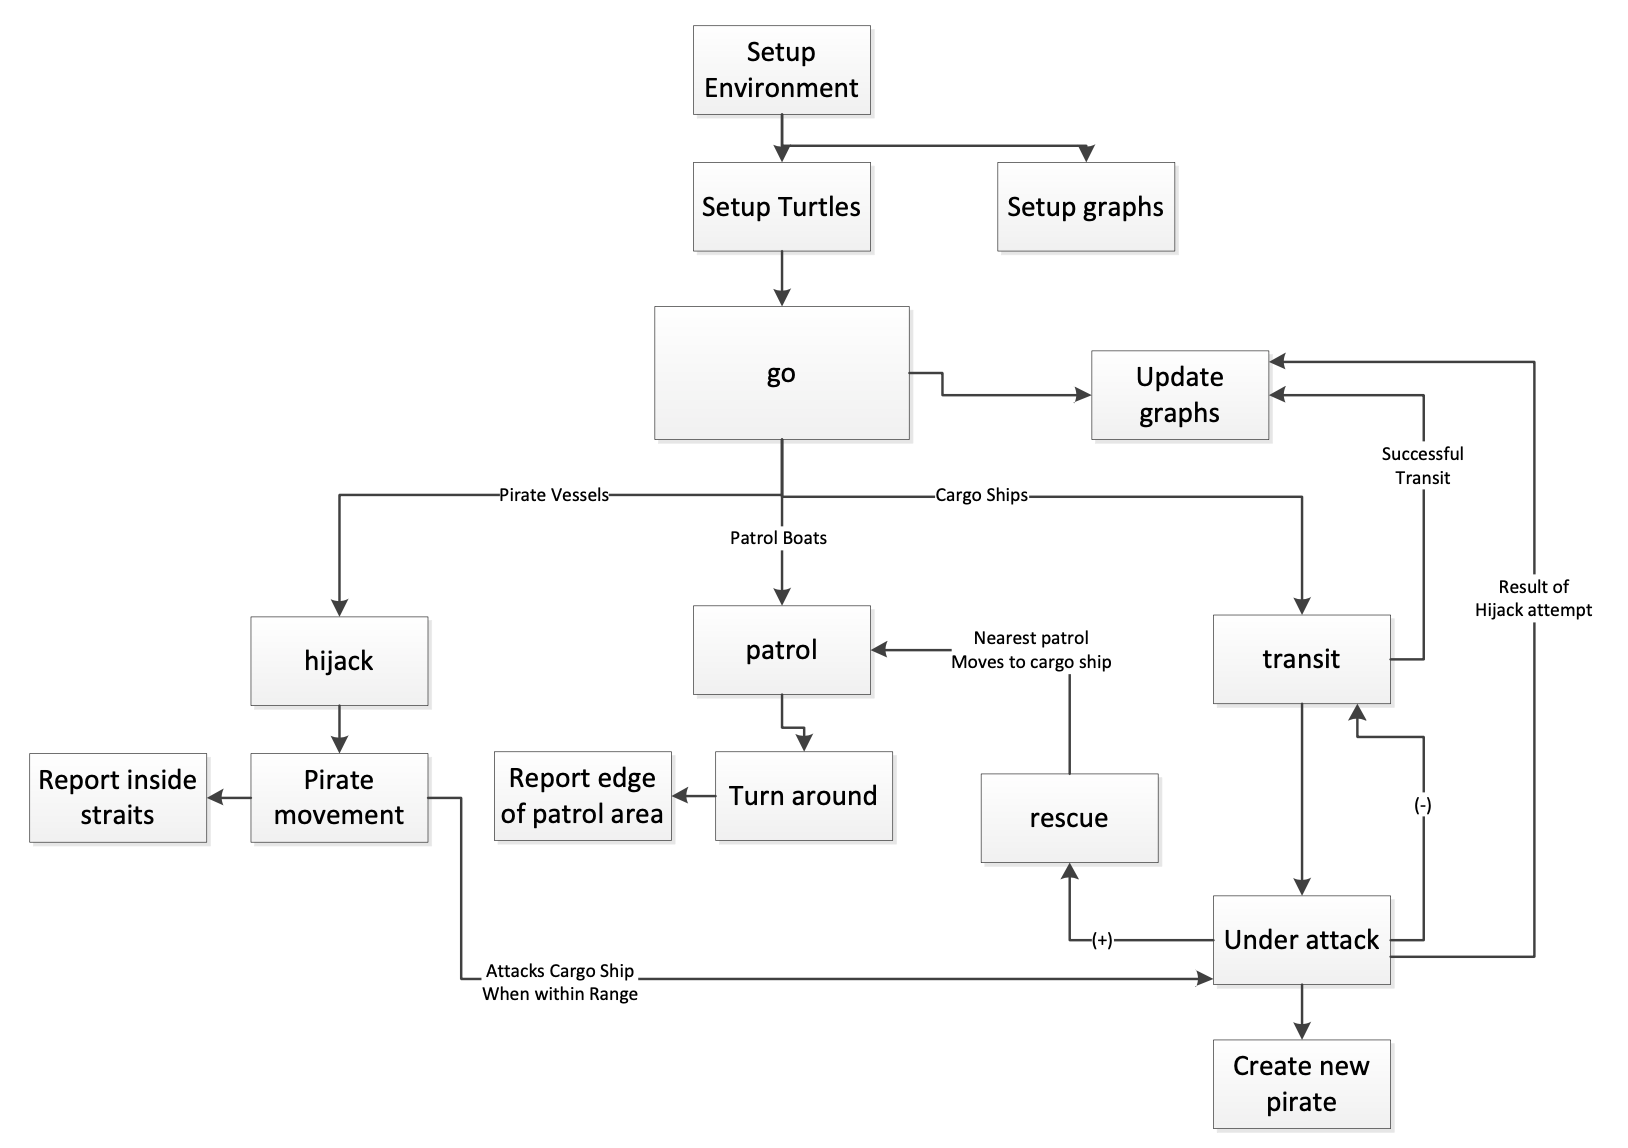 Setup
Environment
Setup Turtles
Setup graphs
go
Update
graphs
Successful
Transit
Pirate Vessels
Cargo Ships
Patrol Boats
Result of
Hijack attempt
hijack
patrol
Nearest patrol
Moves to cargo ship
transit
Report inside
straits
Pirate
movement
Report edge
of patrol area
Turn around
rescue
(-)
(+)
Under attack
Attacks Cargo Ship
When within Range
Create new
pirate